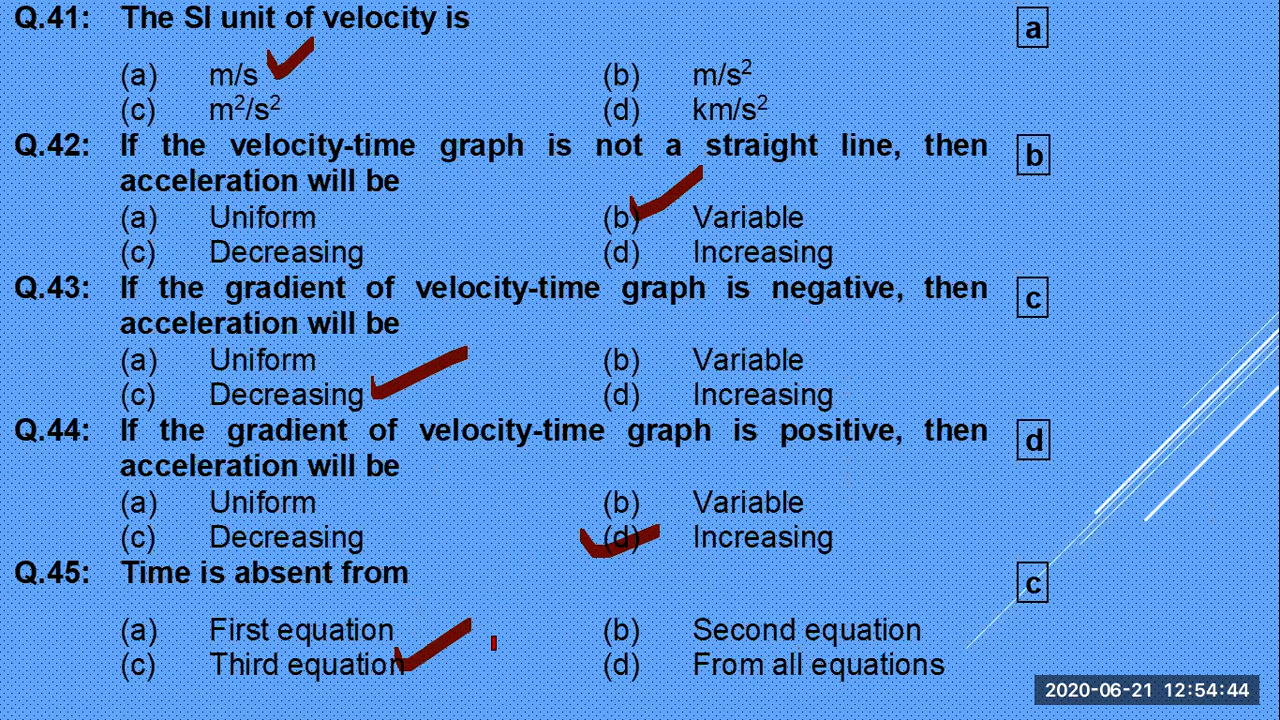 Q.41: The SI unit of velocity is a
(a) m/s (b) m/s²
(c) m²/s² (d) km/s²
Q.42: If the velocity-time graph is not a straight line, then b
acceleration will be
(a) Uniform (b) Variable
(c) Decreasing (d) Increasing
Q.43: If the gradient of velocity-time graph is negative, then c
acceleration will be
(a) Uniform (b) Variable
(c) Decreasing (d) Increasing
Q.44: If the gradient of velocity-time graph is positive, then d
acceleration will be
(a) Uniform (b) Variable
(c) Decreasing (d) Increasing
Q.45: Time is absent from c
(a) First equation (b) Second equation
(c) Third equation (d) From all equations
2020-06-21 12:54:44